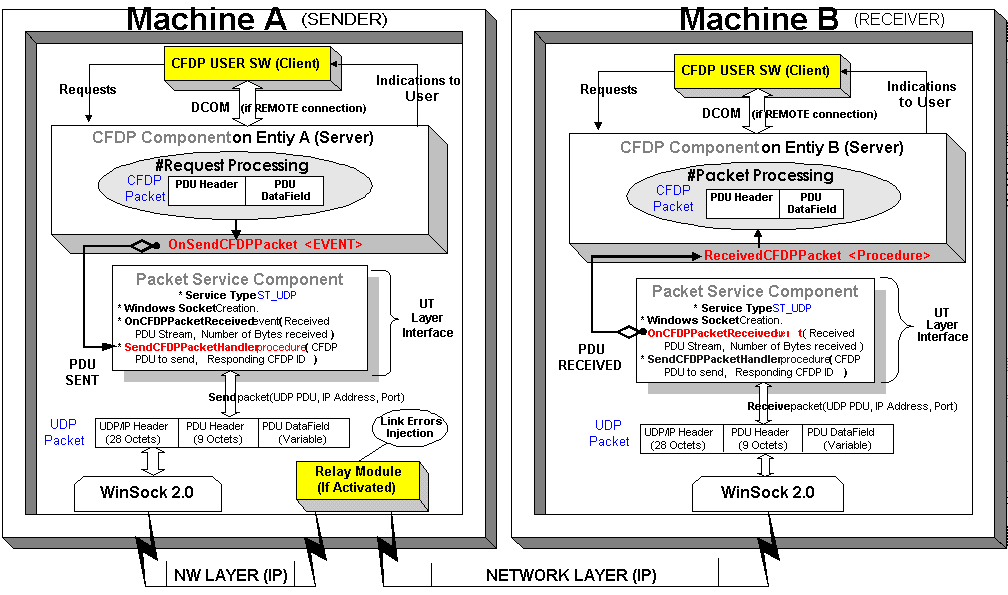 Machine A (SENDER)
CFDP USER SW (Client)
Requests
Indications to
User
DCOM (if REMOTE connection)
CFDP Component on Entiy A (Server)
#Request Processing
CFDP
Packet
PDU Header
PDU
DataField
OnSendCFDPPacket <EVENT>
Packet Service Component
* Service Type ST_UDP
* Windows Socket Creation.
* OnCFDPPacketReceived event( Received
PDU Stream, Number of Bytes received )
* SendCFDPPacketHandler procedure( CFDP
PDU to send, Responding CFDP ID )
UT
Layer
Interface
PDU
SENT
Send packet(UDP PDU, IP Address, Port)
UDP
Packet
UDP/IP Header
(28 Octets)
PDU Header
(9 Octets)
PDU DataField
(Variable)
Link Errors
Injection
Relay Module
(If Activated)
WinSock 2.0
NW LAYER (IP)
Machine B (RECEIVER)
CFDP USER SW (Client)
Requests
Indications
to User
DCOM (if REMOTE connection)
CFDP Component on Entity B (Server)
#Packet Processing
CFDP
Packet
PDU Header
PDU
DataField
ReceivedCFDPPacket <Procedure>
Packet Service Component
* Service Type ST_UDP
* Windows Socket Creation.
* OnCFDPPacketReceived t( Received
PDU Stream, Number of Bytes received )
* SendCFDPPacketHandler procedure( CFDP
PDU to send, Responding CFDP ID )
UT
Layer
Interface
PDU
RECEIVED
Receive packet(UDP PDU, IP Address, Port)
UDP
Packet
UDP/IP Header
(28 Octets)
PDU Header
(9 Octets)
PDU DataField
(Variable)
WinSock 2.0
NETWORK LAYER (IP)